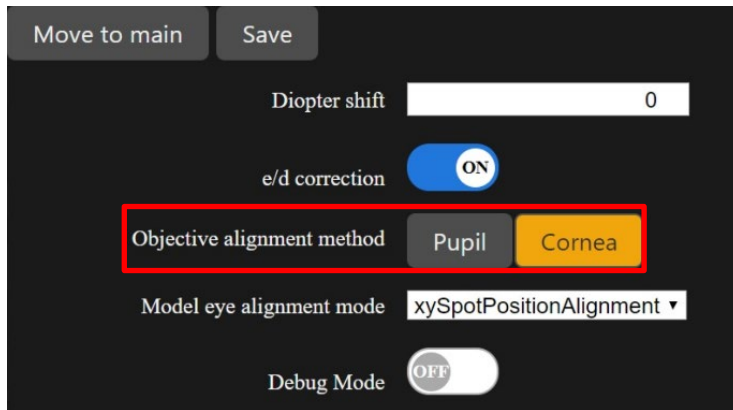 Move to main Save
Diopter shift 0
e/d correction ON
Objective alignment method Pupil Cornea
Model eye alignment mode xySpotPositionAlignment
Debug Mode OFF